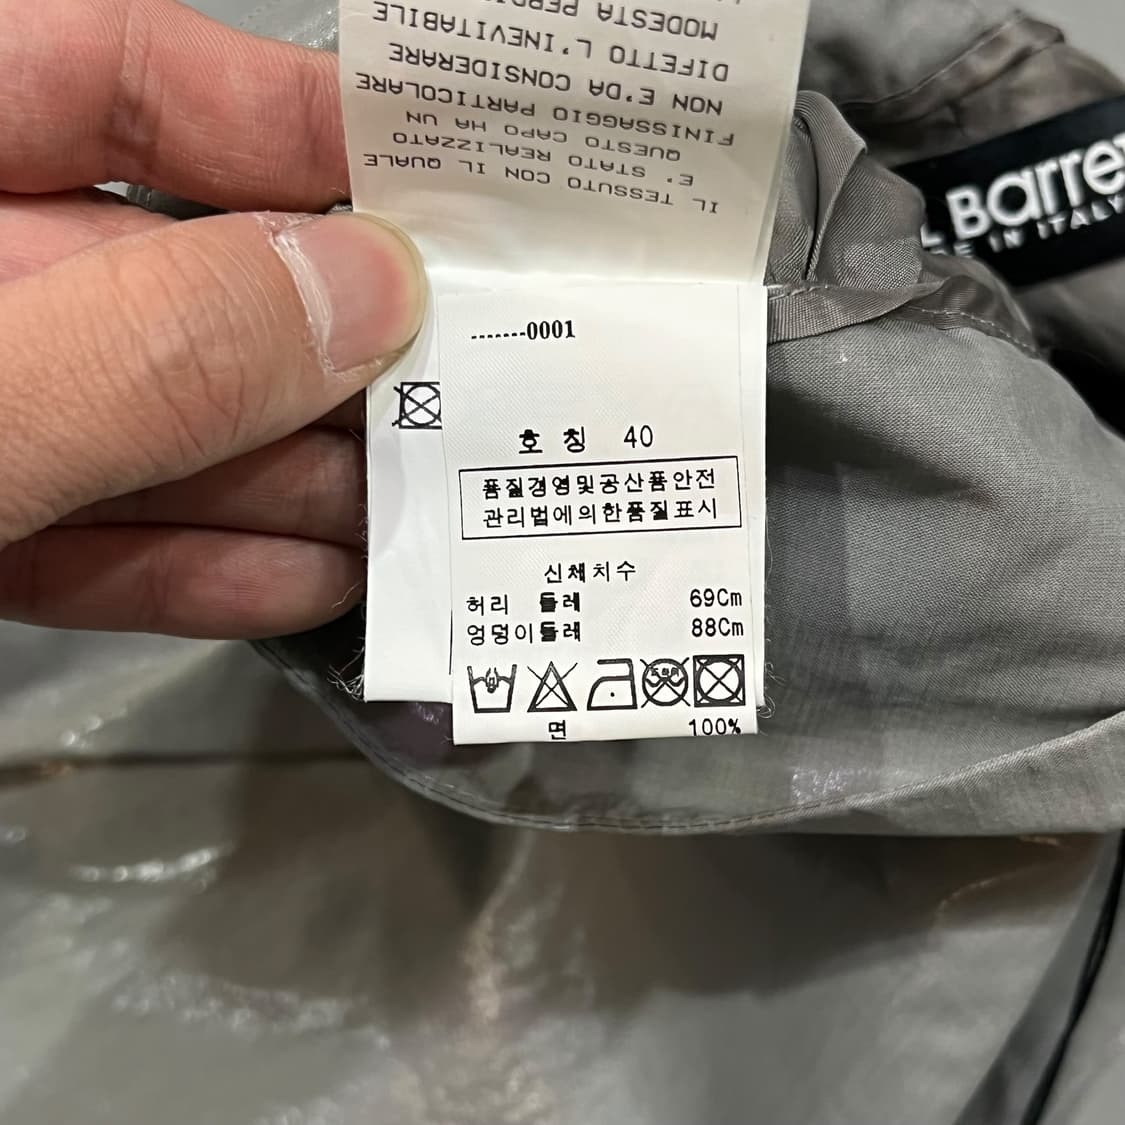 IL TESSUTO CON IL QUALE
E' STATO REALIZZATO
QUESTO CAPO HA UN
FINISSAGGIO PARTICOLARE
NON E'DA CONSIDERARE
DIFETTO L'INEVITABILE
MODESTA
L Barre
IN ITALY
-------0001
호칭 40
품질경영및공산품안전
관리법에의한품질표시
신체치수
허리 둘레 69Cm
엉덩이둘레 88Cm
면 100%